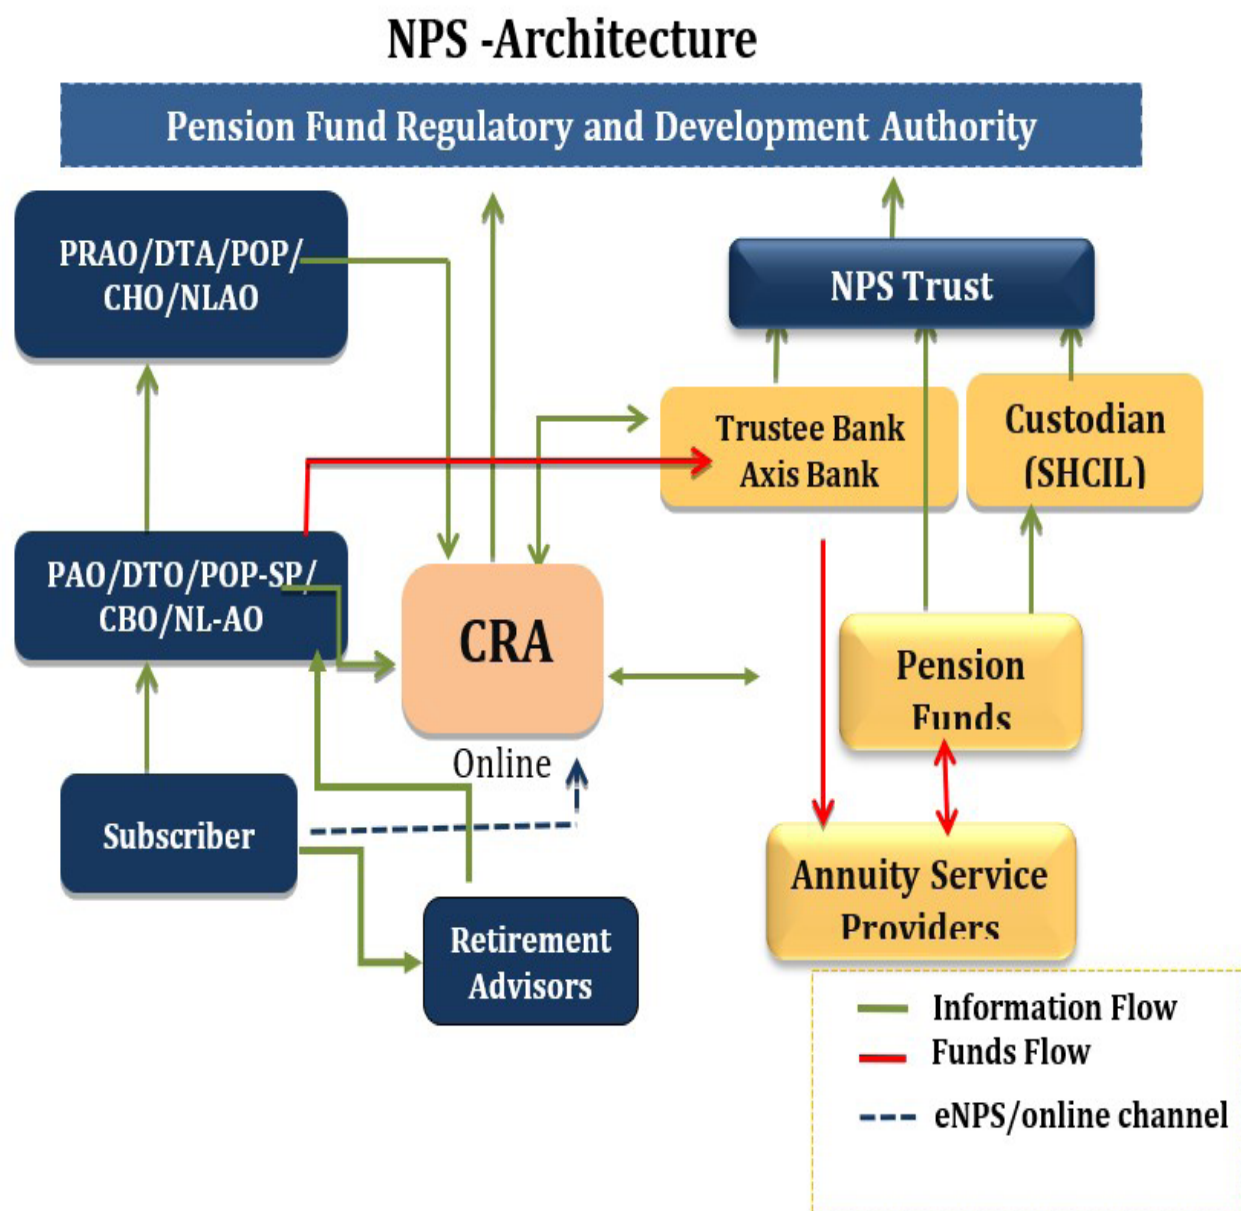 NPS -Architecture
Pension Fund Regulatory and Development Authority
PRAO/DTA/POP/
CHO/NLAO
NPS Trust
Trustee Bank
Axis Bank
Custodian
(SHCIL)
PAO/DTO/POP-SP/
CBO/NL-AO
CRA
Pension
Funds
Online
Subscriber
Annuity Service
Providers
Retirement
Advisors
Information Flow
Funds Flow
eNPS/online channel